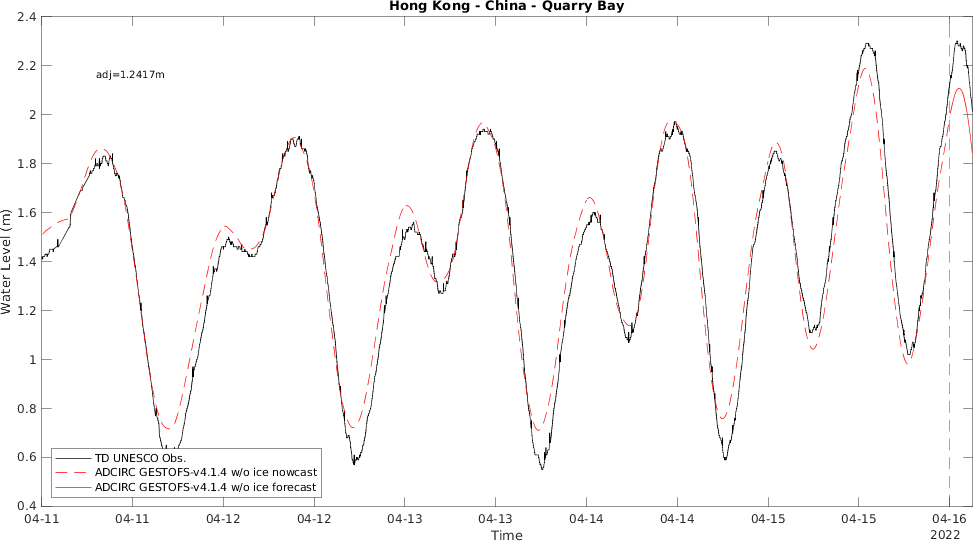 Hong Kong - China - Quarry Bay
2.4
2.2
2
1.8
1.6
1.4
1.2
1
0.8
0.6
0.4
Water Level (m)
adj=1.2417m
TD UNESCO Obs.
ADCIRC GESTOFS-v4.1.4 w/o ice nowcast
ADCIRC GESTOFS-v4.1.4 w/o ice forecast
04-11 04-11 04-12 04-12 04-13 04-13 04-14 04-14 04-15 04-15 04-16
Time
2022